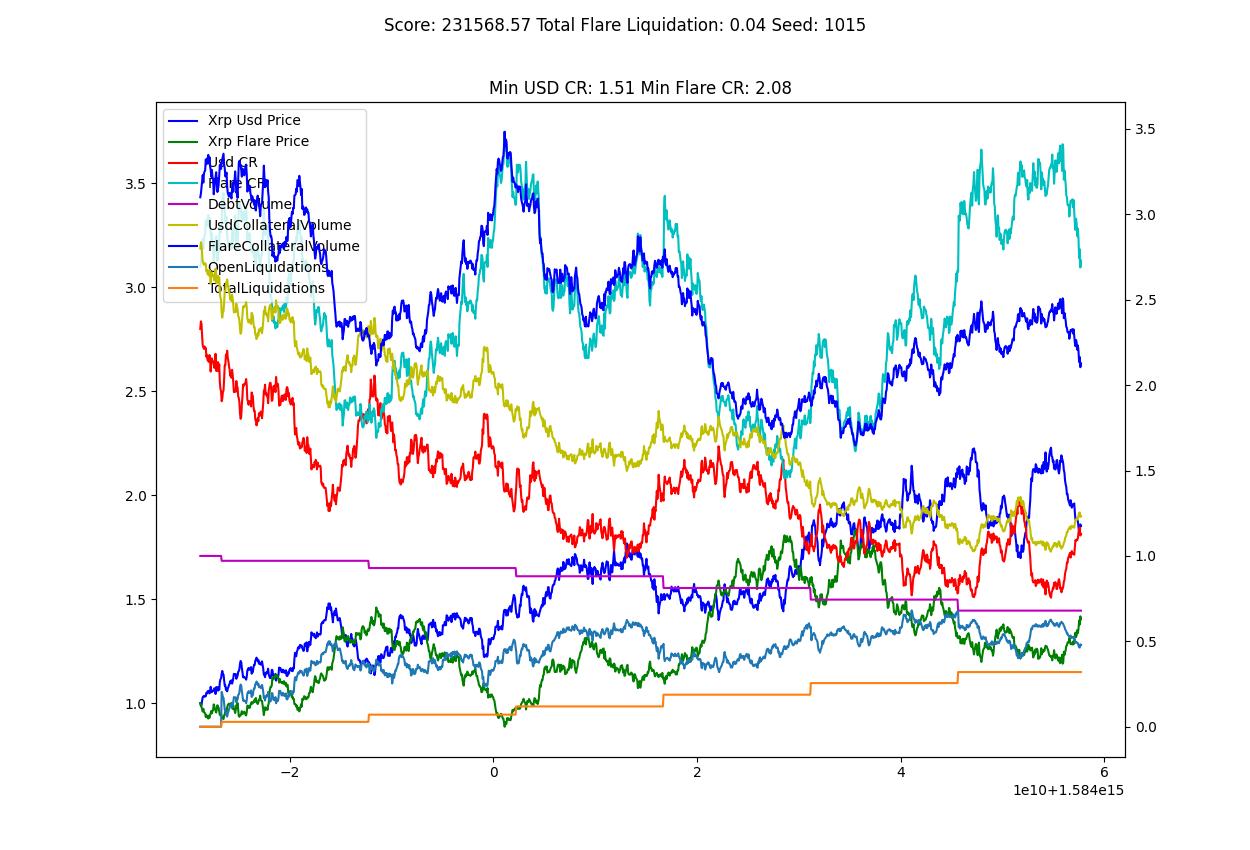 Score: 231568.57 Total Flare Liquidation: 0.04 Seed: 1015
Min USD CR: 1.51 Min Flare CR: 2.08
Xrp Usd Price
Xrp Flare Price
Usd CR
Flare CR
DebtVolume
UsdCollateralVolume
FlareCollateralVolume
OpenLiquidations
TotalLiquidations
3.5
3.0
2.5
2.0
1.5
1.0
3.5
3.0
2.5
2.0
1.5
1.0
0.5
0.0
−2 0 2 4 6
1e10+1.584e15